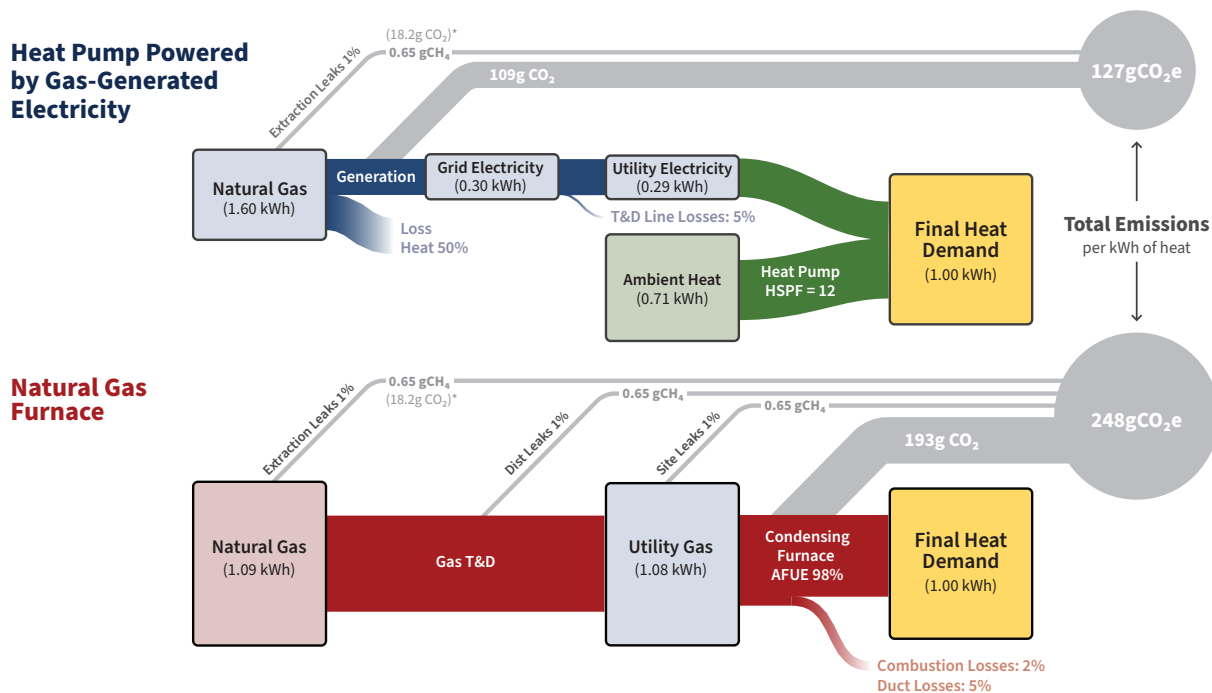 Heat Pump Powered
by Gas-Generated
Electricity
Extraction Leaks 1%
(18.2g CO₂)*
0.65 gCH₄
109g CO₂
127gCO₂e
Natural Gas
(1.60 kWh)
Generation
Grid Electricity
(0.30 kWh)
Utility Electricity
(0.29 kWh)
Loss
Heat 50%
T&D Line Losses: 5%
Ambient Heat
(0.71 kWh)
Heat Pump
HSPF = 12
Final Heat
Demand
(1.00 kWh)
Total Emissions
per kWh of heat
Natural Gas
Furnace
Extraction Leaks 1%
0.65 gCH₄
(18.2g CO₂)*
Dist Leaks 1%
0.65 gCH₄
Site Leaks 1%
0.65 gCH₄
193g CO₂
248gCO₂e
Natural Gas
(1.09 kWh)
Gas T&D
Utility Gas
(1.08 kWh)
Condensing
Furnace
AFUE 98%
Final Heat
Demand
(1.00 kWh)
Combustion Losses: 2%
Duct Losses: 5%